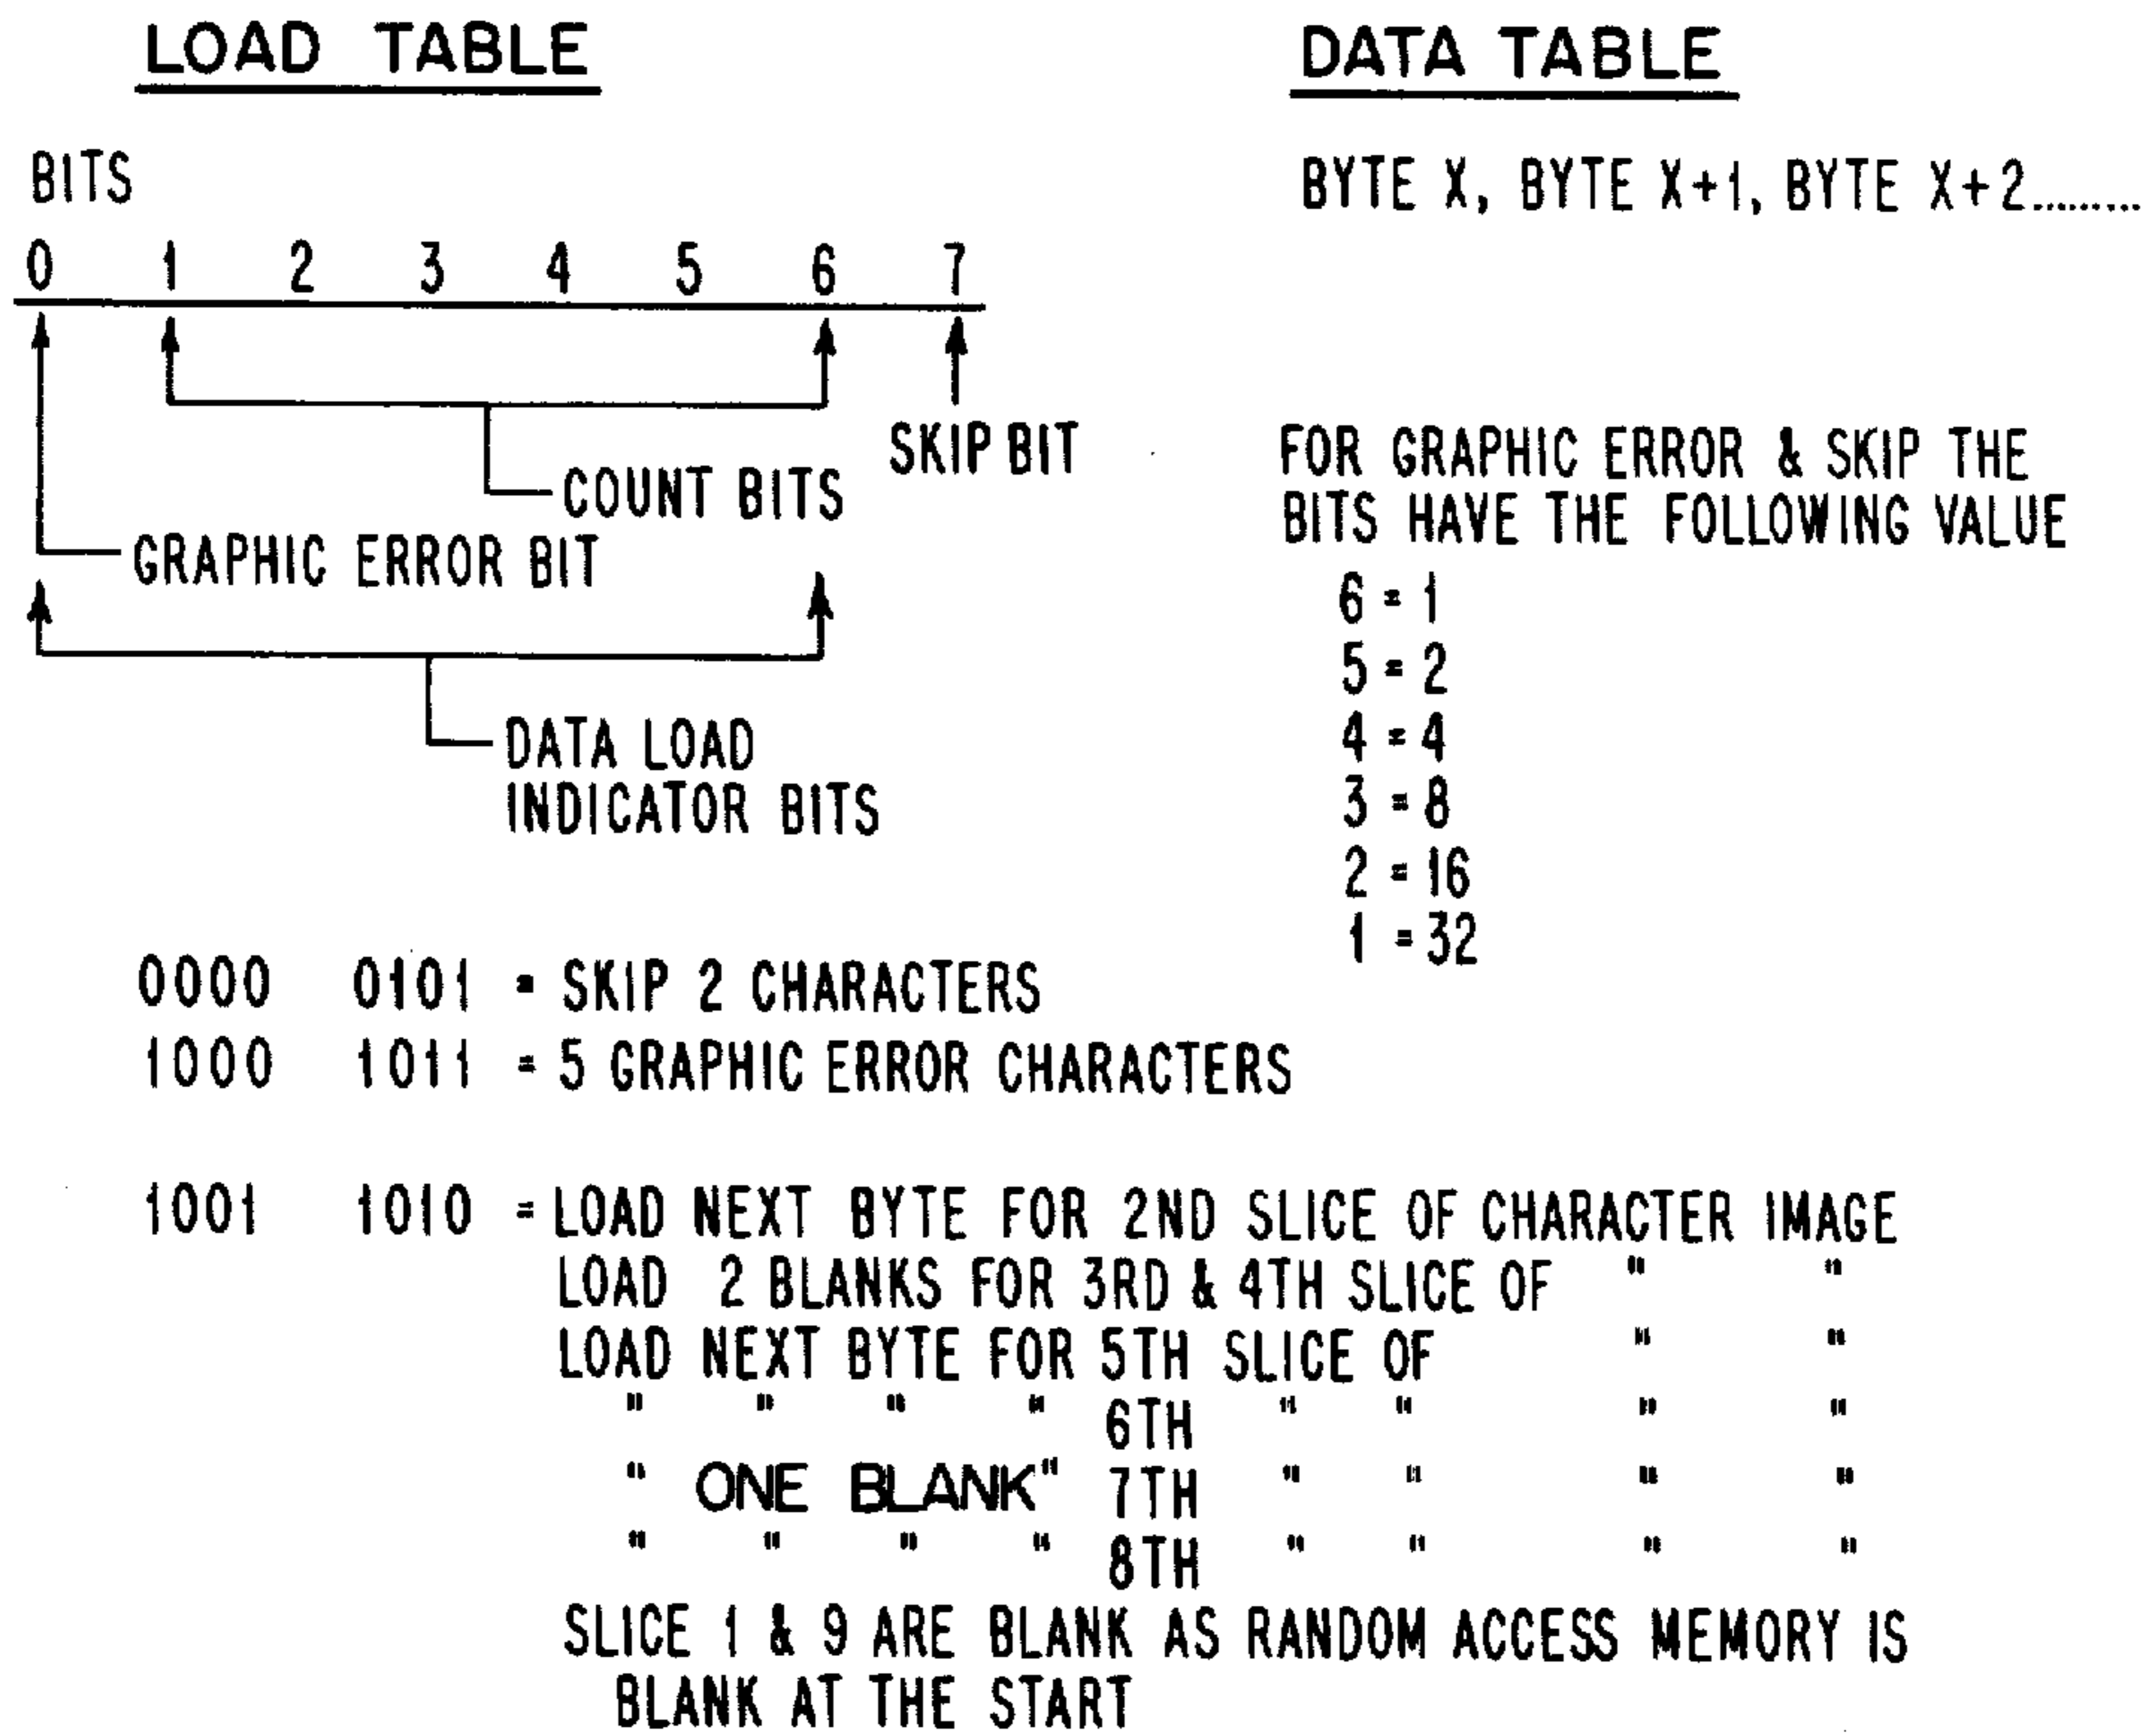 LOAD TABLE
BITS
0 1 2 3 4 5 6 7
SKIP BIT
COUNT BITS
GRAPHIC ERROR BIT
DATA LOAD
INDICATOR BITS
DATA TABLE
BYTE X, BYTE X+1, BYTE X+2.........
FOR GRAPHIC ERROR & SKIP THE
BITS HAVE THE FOLLOWING VALUE
6 = 1
5 = 2
4 = 4
3 = 8
2 = 16
1 = 32
0000 0101 = SKIP 2 CHARACTERS
1000 1011 = 5 GRAPHIC ERROR CHARACTERS
1001 1010 = LOAD NEXT BYTE FOR 2ND SLICE OF CHARACTER IMAGE
LOAD 2 BLANKS FOR 3RD & 4TH SLICE OF " "
LOAD NEXT BYTE FOR 5TH SLICE OF " "
" " " " 6TH " " " "
" ONE BLANK " 7TH " " " "
" " " " 8TH " " " "
SLICE 1 & 9 ARE BLANK AS RANDOM ACCESS MEMORY IS
BLANK AT THE START